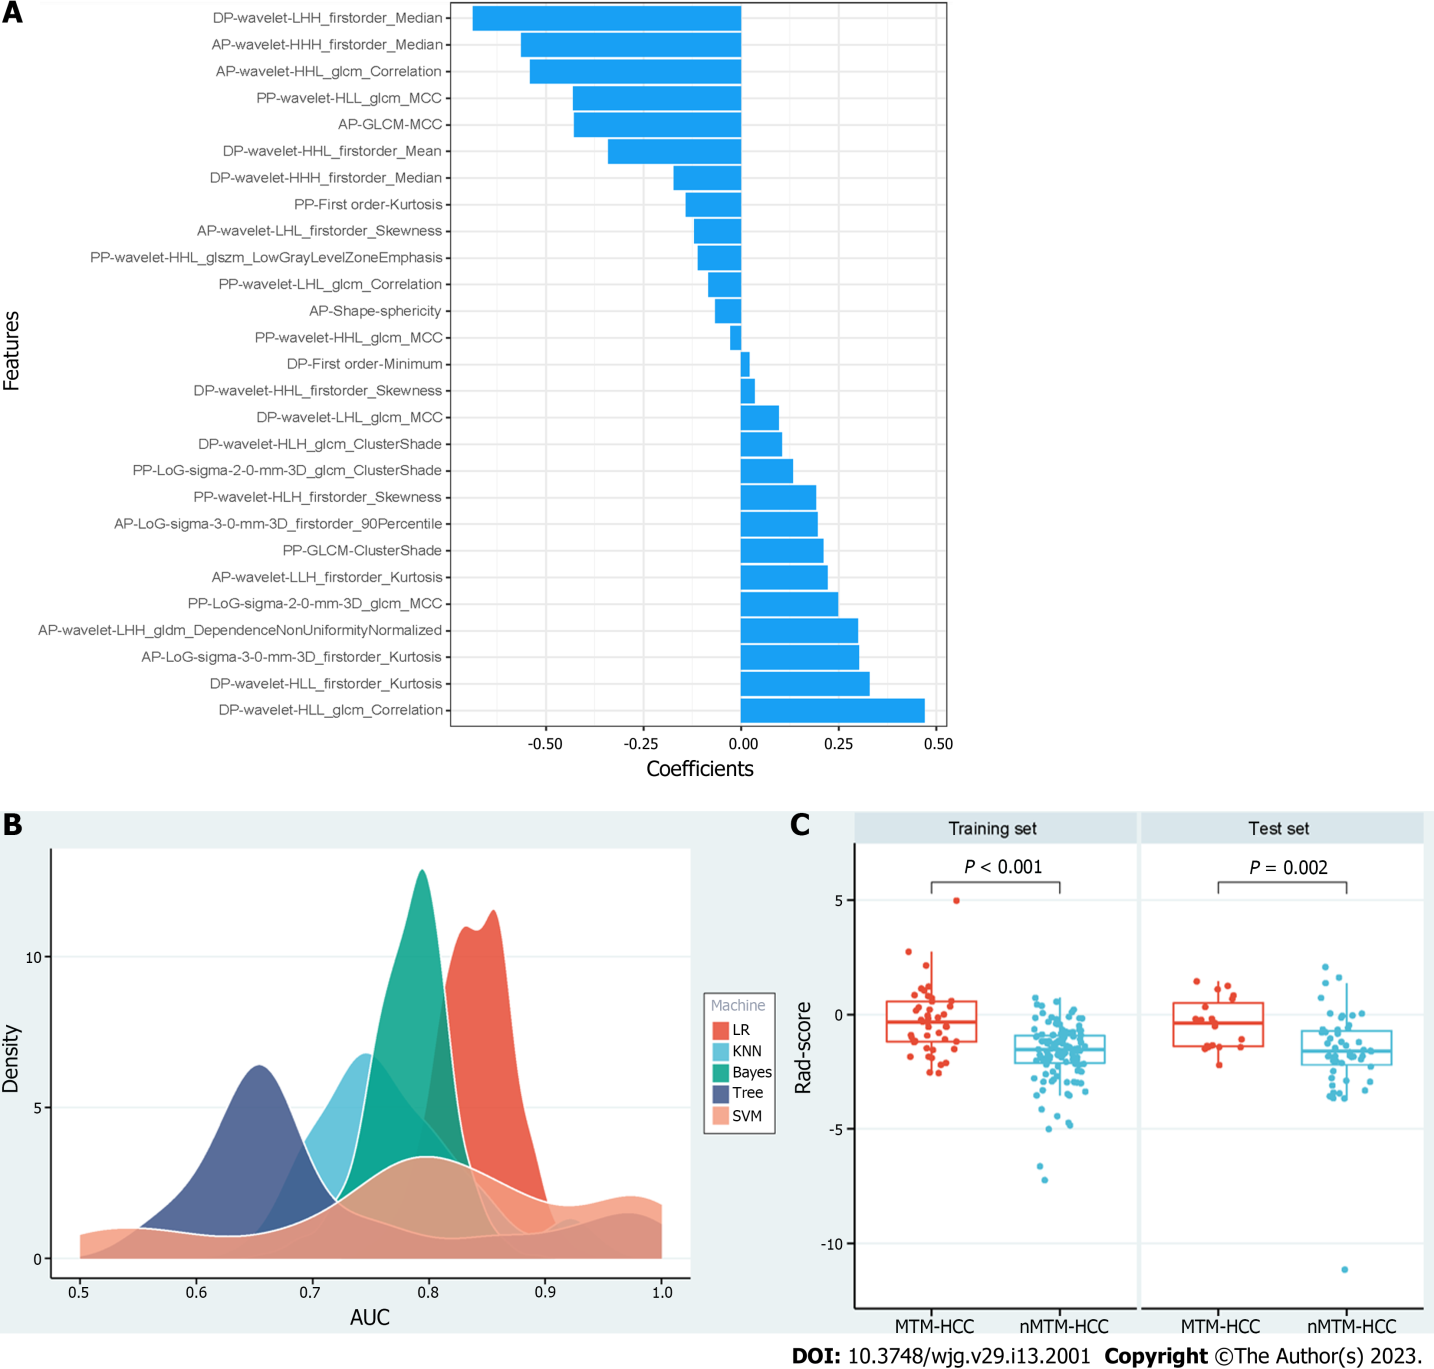 A
DP-wavelet-LHH_firstorder_Median
AP-wavelet-HHH_firstorder_Median
AP-wavelet-HHL_glcm_Correlation
PP-wavelet-HLL_glcm_MCC
AP-GLCM-MCC
DP-wavelet-HHL_firstorder_Mean
DP-wavelet-HHH_firstorder_Median
PP-First order-Kurtosis
AP-wavelet-LHL_firstorder_Skewness
PP-wavelet-HHL_glszm_LowGrayLevelZoneEmphasis
PP-wavelet-LHL_glcm_Correlation
AP-Shape-sphericity
PP-wavelet-HHL_glcm_MCC
DP-First order-Minimum
DP-wavelet-HHL_firstorder_Skewness
DP-wavelet-LHL_glcm_MCC
DP-wavelet-HLH_glcm_ClusterShade
PP-LoG-sigma-2-0-mm-3D_glcm_ClusterShade
PP-wavelet-HLH_firstorder_Skewness
AP-LoG-sigma-3-0-mm-3D_firstorder_90Percentile
PP-GLCM-ClusterShade
AP-wavelet-LLH_firstorder_Kurtosis
PP-LoG-sigma-2-0-mm-3D_glcm_MCC
AP-wavelet-LHH_gldm_DependenceNonUniformityNormalized
AP-LoG-sigma-3-0-mm-3D_firstorder_Kurtosis
DP-wavelet-HLL_firstorder_Kurtosis
DP-wavelet-HLL_glcm_Correlation
Features
-0.50 -0.25 0.00 0.25 0.50
Coefficients
B
Density
10
5
0
0.5 0.6 0.7 0.8 0.9 1.0
AUC
Machine
LR
KNN
Bayes
Tree
SVM
C
Training set Test set
P < 0.001 P = 0.002
Rad-score
5
0
-5
-10
MTM-HCC nMTM-HCC MTM-HCC nMTM-HCC
DOI: 10.3748/wjg.v29.i13.2001 Copyright ©The Author(s) 2023.